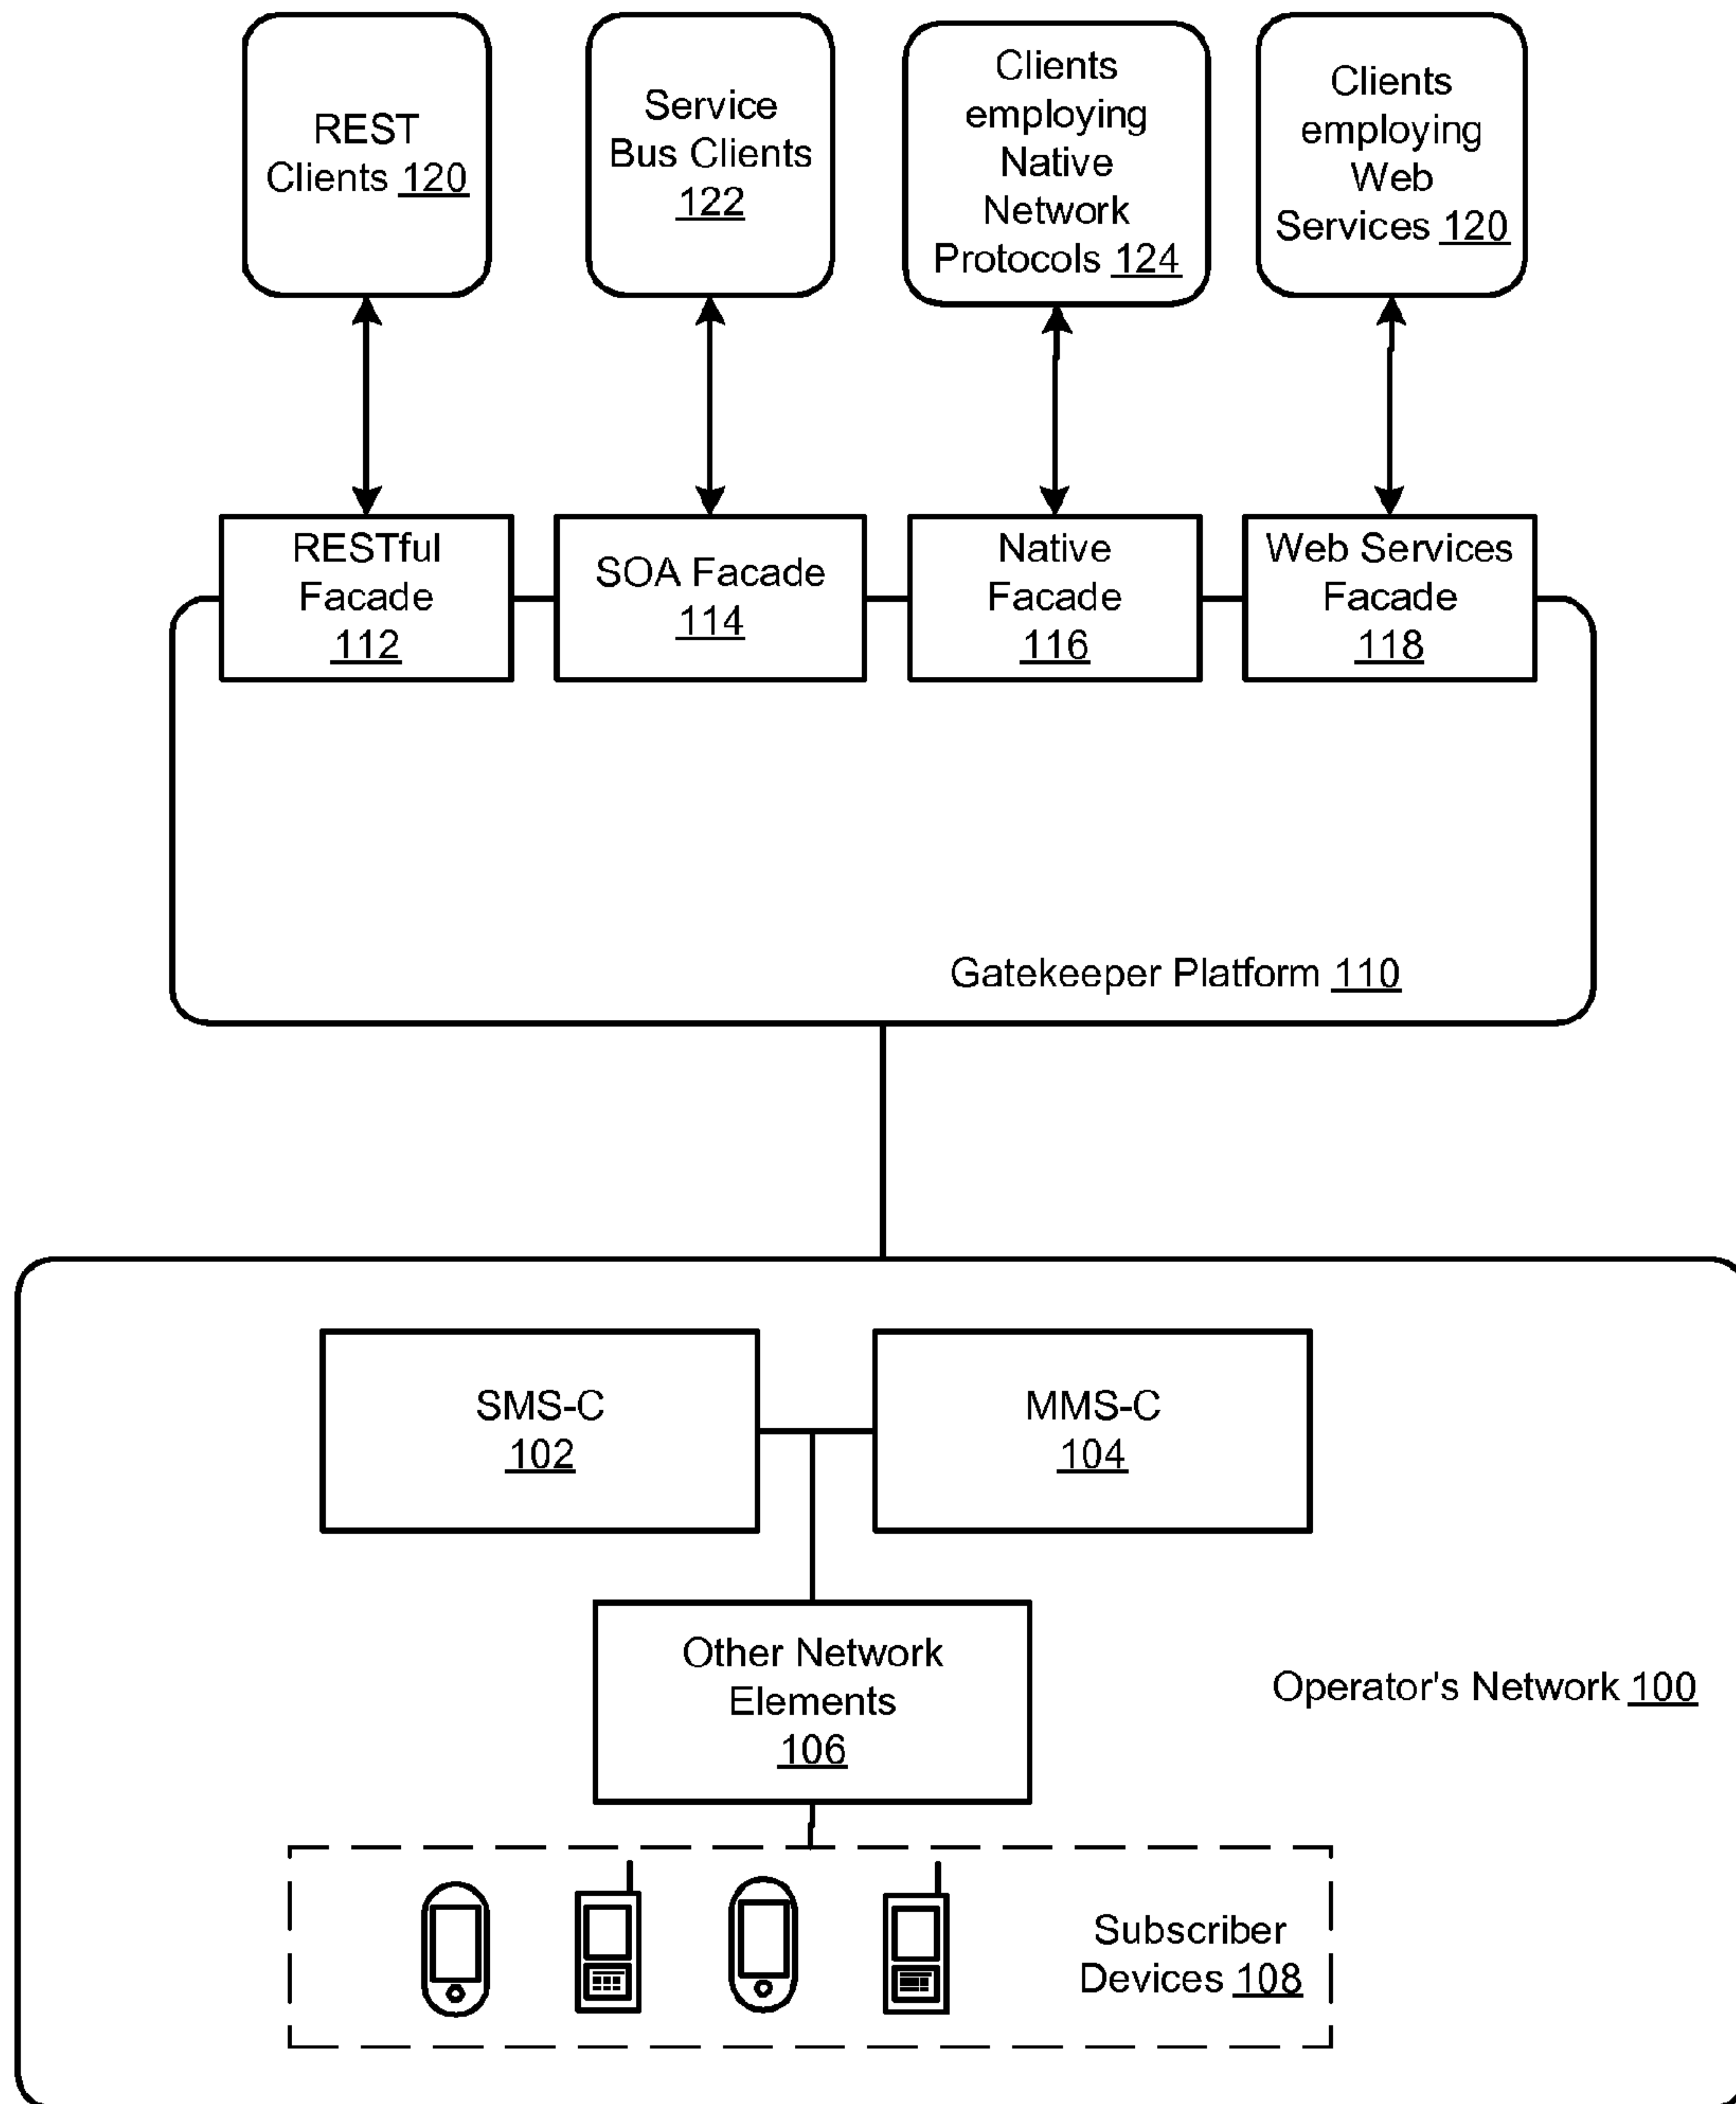 REST
Clients 120
Service
Bus Clients
122
Clients
employing
Native
Network
Protocols 124
Clients
employing
Web
Services 120
RESTful
Facade
112
SOA Facade
114
Native
Facade
116
Web Services
Facade
118
Gatekeeper Platform 110
SMS-C
102
MMS-C
104
Other Network
Elements
106
Operator's Network 100
Subscriber
Devices 108